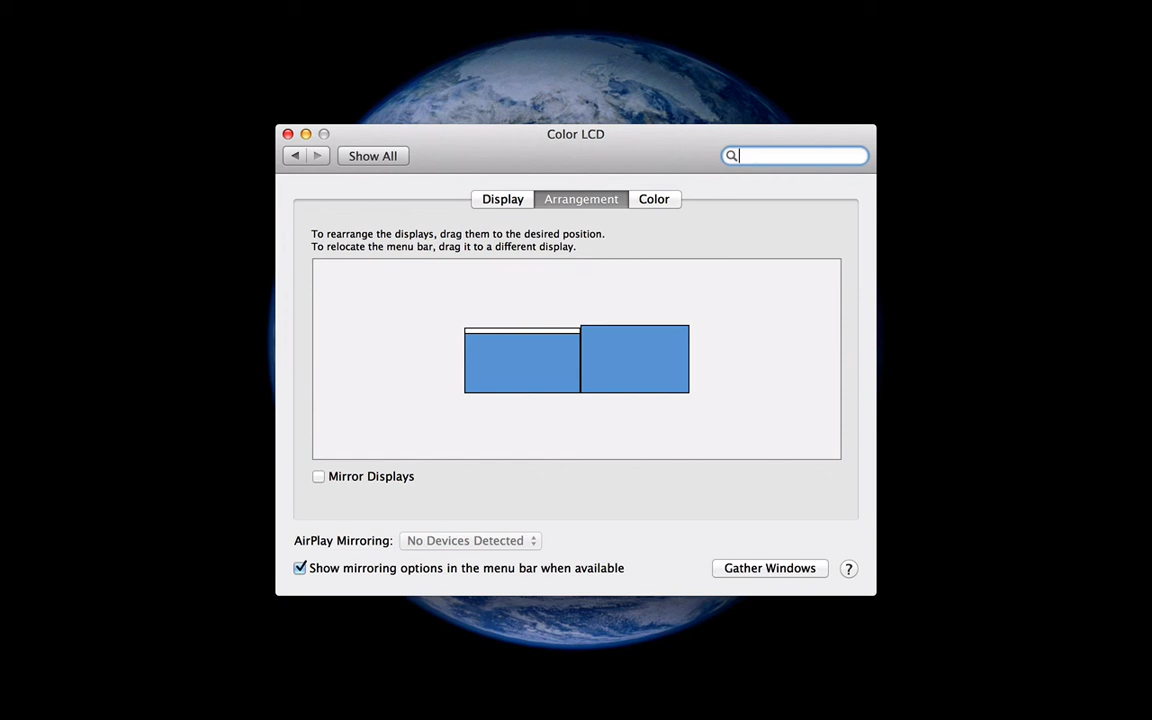 Color LCD
Show All
Display Arrangement Color
To rearrange the displays, drag them to the desired position.
To relocate the menu bar, drag it to a different display.
Mirror Displays
AirPlay Mirroring: No Devices Detected
Show mirroring options in the menu bar when available
Gather Windows ?